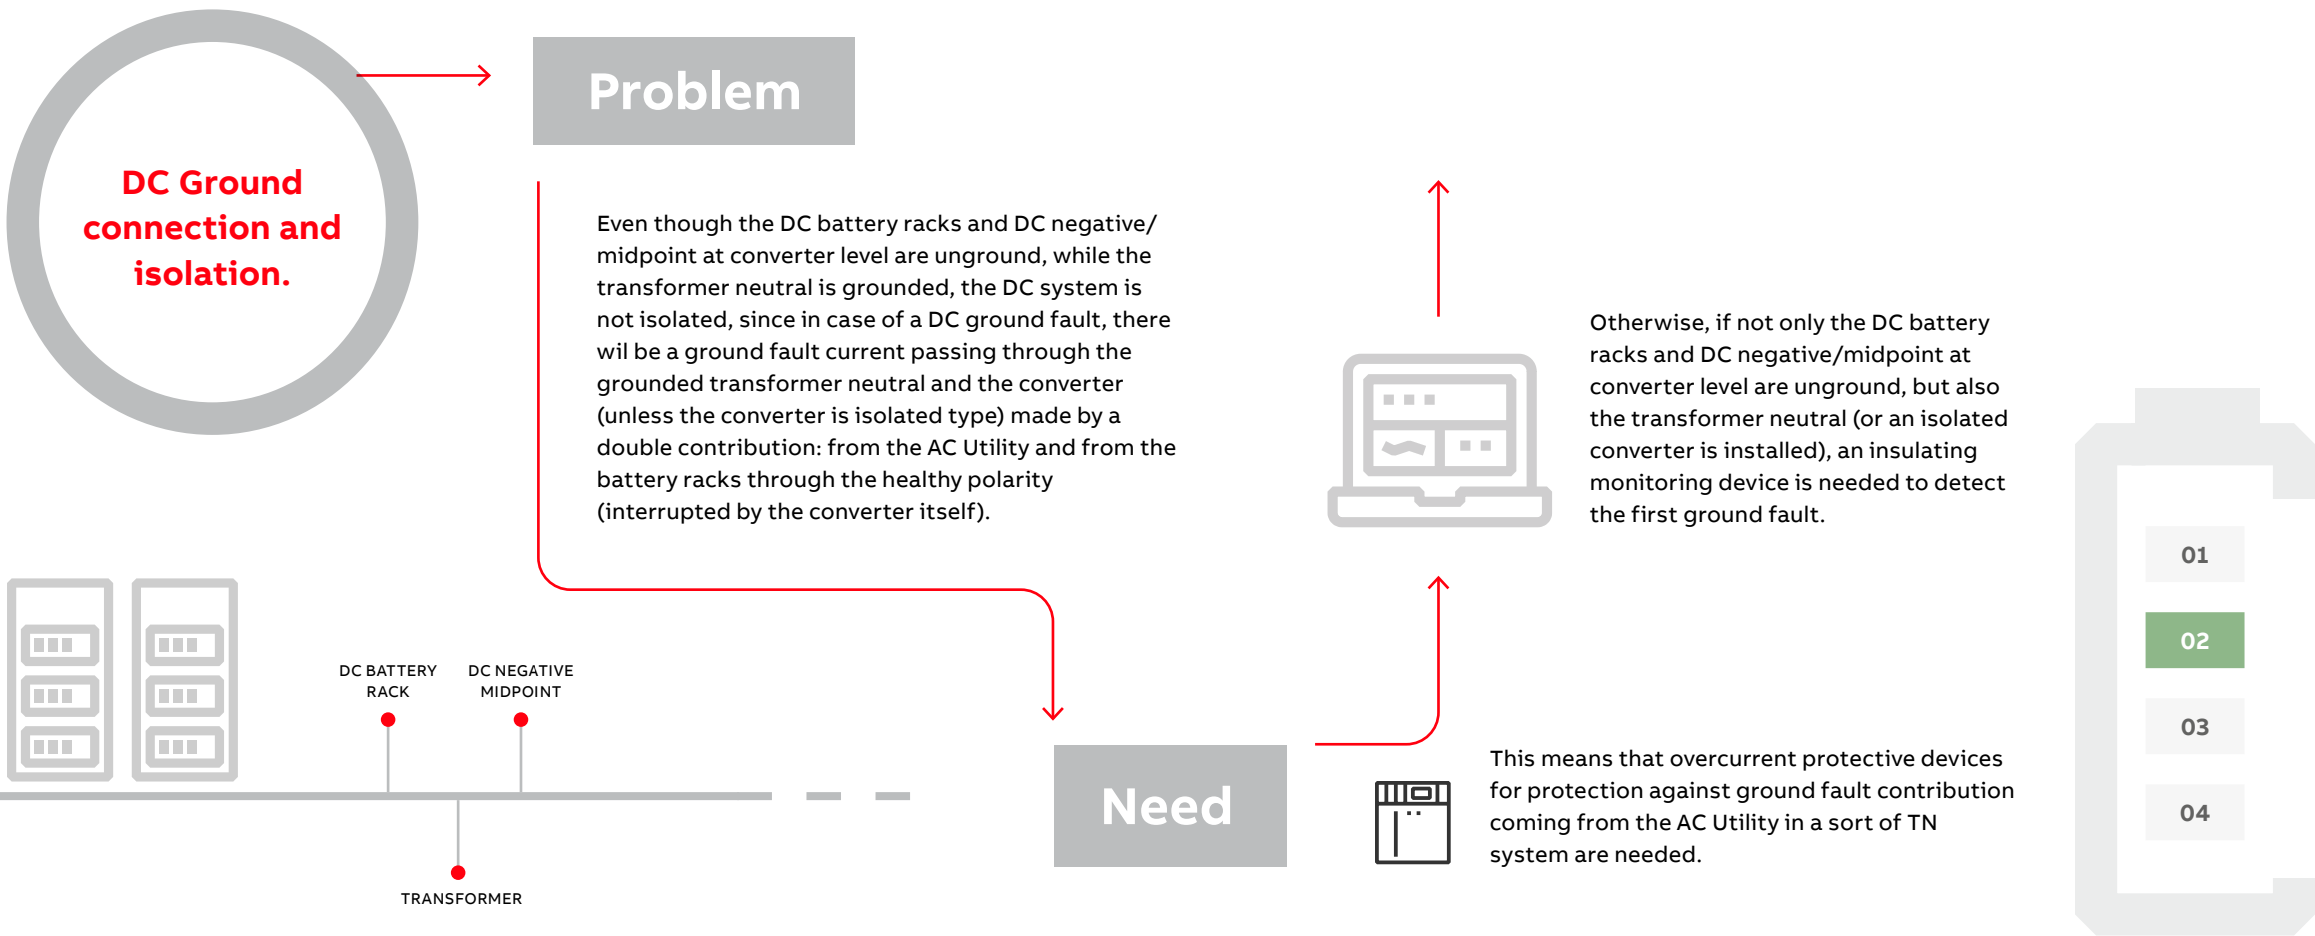 DC Ground
connection and
isolation.
Problem
Even though the DC battery racks and DC negative/
midpoint at converter level are unground, while the
transformer neutral is grounded, the DC system is
not isolated, since in case of a DC ground fault, there
wil be a ground fault current passing through the
grounded transformer neutral and the converter
(unless the converter is isolated type) made by a
double contribution: from the AC Utility and from the
battery racks through the healthy polarity
(interrupted by the converter itself).
DC BATTERY
RACK
DC NEGATIVE
MIDPOINT
TRANSFORMER
Need
This means that overcurrent protective devices
for protection against ground fault contribution
coming from the AC Utility in a sort of TN
system are needed.
Otherwise, if not only the DC battery
racks and DC negative/midpoint at
converter level are unground, but also
the transformer neutral (or an isolated
converter is installed), an insulating
monitoring device is needed to detect
the first ground fault.
01
02
03
04